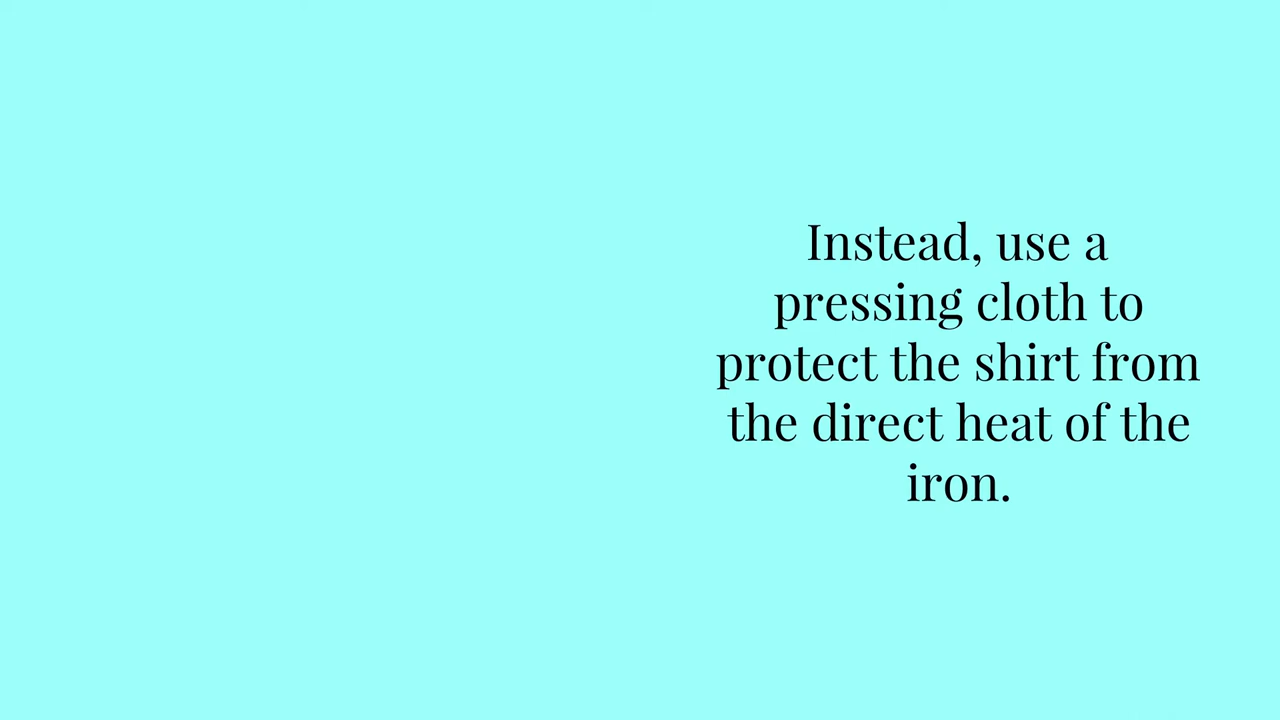 Instead, use a
pressing cloth to
protect the shirt from
the direct heat of the
iron.